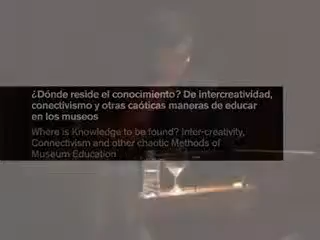 ¿Dónde reside el conocimiento? De intercreatividad,
conectivismo y otras caóticas maneras de educar
en los museos
Where is Knowledge to be found? Inter-creativity,
Connectivism and other chaotic Methods of
Museum Education